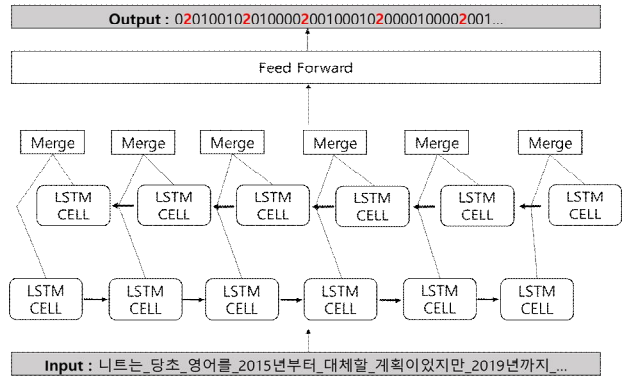 Output : 02010010201000020010001020000100002001...
Feed Forward
Merge Merge Merge Merge Merge Merge
LSTM CELL LSTM CELL LSTM CELL LSTM CELL LSTM CELL LSTM CELL
LSTM CELL LSTM CELL LSTM CELL LSTM CELL LSTM CELL LSTM CELL
Input : 니트는_당초_영어를_2015년부터_대체할_계획이었지만_2019년까지_...